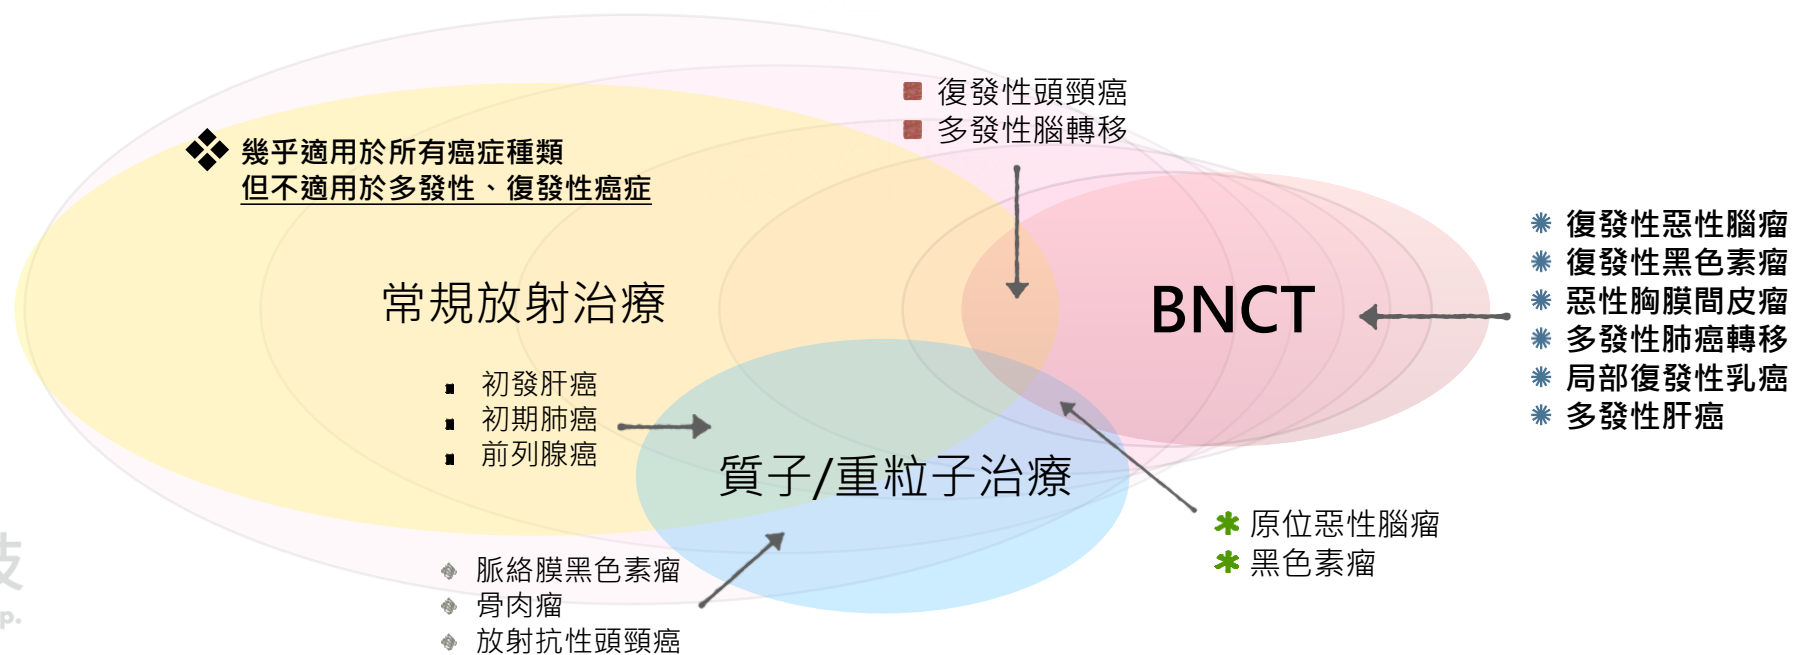 復發性頭頸癌
多發性腦轉移
幾乎適用於所有癌症種類
但不適用於多發性、復發性癌症
常規放射治療
BNCT
復發性惡性腦瘤
復發性黑色素瘤
惡性胸膜間皮瘤
多發性肺癌轉移
局部復發性乳癌
多發性肝癌
初發肝癌
初期肺癌
前列腺癌
質子/重粒子治療
原位惡性腦瘤
黑色素瘤
脈絡膜黑色素瘤
骨肉瘤
放射抗性頭頸癌
技
p.